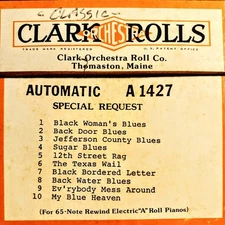 CLASSIC
CLARK ORCHESTRA ROLLS
TRADE MARK REGISTERED U.S. PATENT OFFICE
Clark Orchestra Roll Co.
Thomaston, Maine
AUTOMATIC A 1427
SPECIAL REQUEST
1 Black Woman's Blues
2 Back Door Blues
3 Jefferson County Blues
4 Sugar Blues
5 12th Street Rag
6 The Texas Wail
7 Black Bordered Letter
8 Back Water Blues
9 Ev'rybody Mess Around
10 My Blue Heaven
(For 65-Note Rewind Electric "A" Roll Pianos)